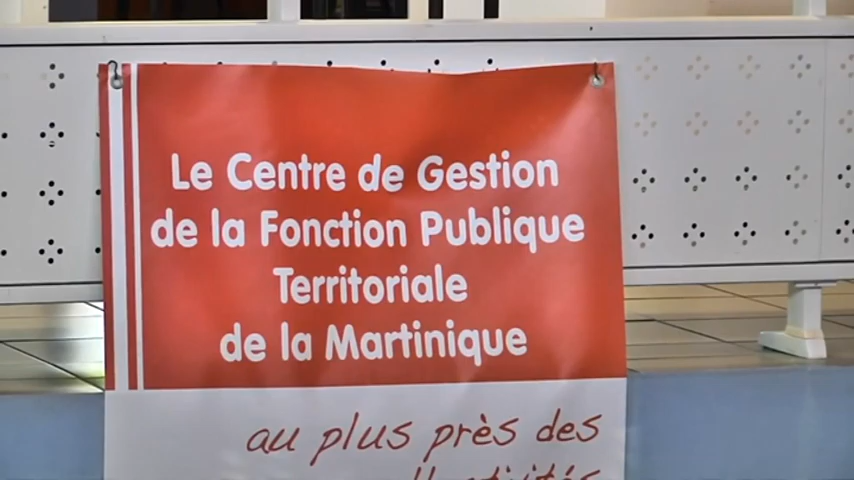 Le Centre de Gestion
de la Fonction Publique
Territoriale
de la Martinique
au plus près des